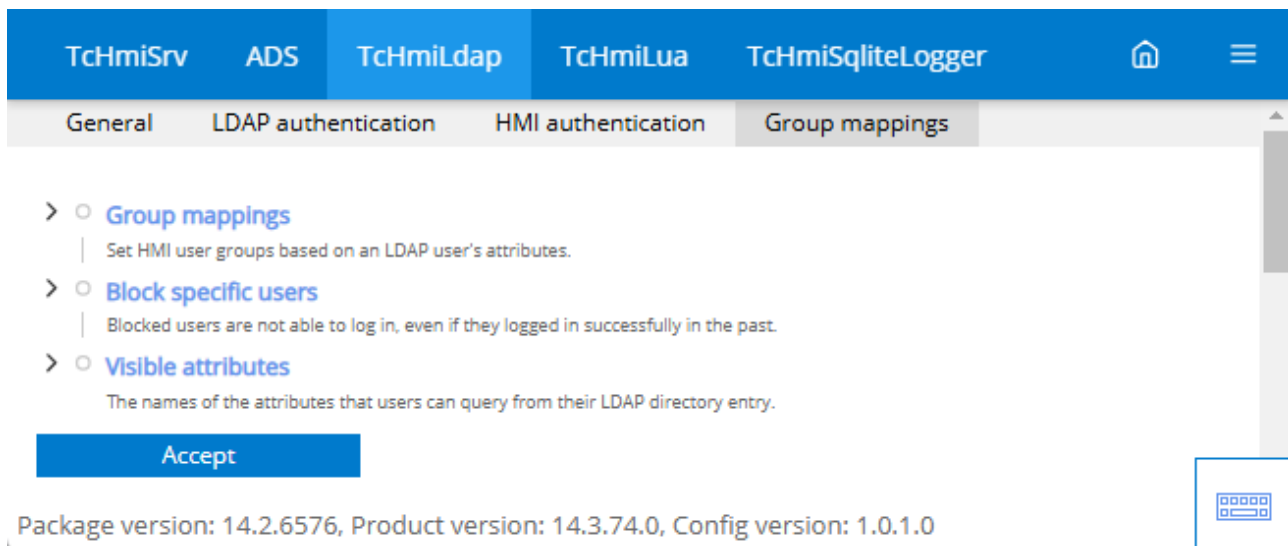 TcHmiSrv ADS TcHmiLdap TcHmiLua TcHmiSqliteLogger
General LDAP authentication HMI authentication Group mappings
Group mappings
Set HMI user groups based on an LDAP user's attributes.
Block specific users
Blocked users are not able to log in, even if they logged in successfully in the past.
Visible attributes
The names of the attributes that users can query from their LDAP directory entry.
Accept
Package version: 14.2.6576, Product version: 14.3.74.0, Config version: 1.0.1.0